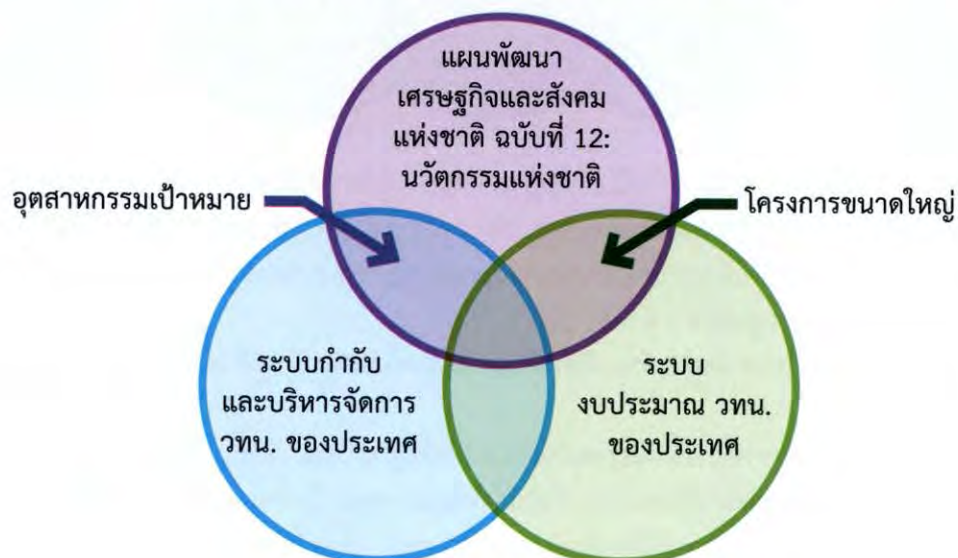 แผนพัฒนา
เศรษฐกิจและสังคม
แห่งชาติ ฉบับที่ 12:
นวัตกรรมแห่งชาติ
อุตสาหกรรมเป้าหมาย
โครงการขนาดใหญ่
ระบบกำกับ
และบริหารจัดการ
วทน. ของประเทศ
ระบบ
งบประมาณ วทน.
ของประเทศ